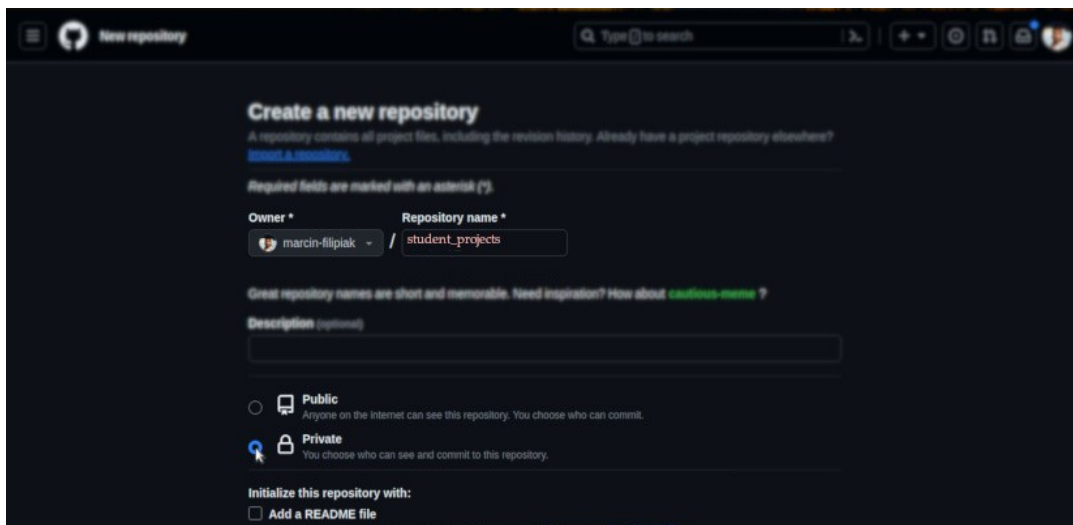 New repository
Type [/] to search
Create a new repository
A repository contains all project files, including the revision history. Already have a project repository elsewhere?
Import a repository.
Required fields are marked with an asterisk (*).
Owner * Repository name *
marcin-filipiak / student_projects
Great repository names are short and memorable. Need inspiration? How about cautious-meme ?
Description (optional)
Public
Anyone on the internet can see this repository. You choose who can commit.
Private
You choose who can see and commit to this repository.
Initialize this repository with:
Add a README file